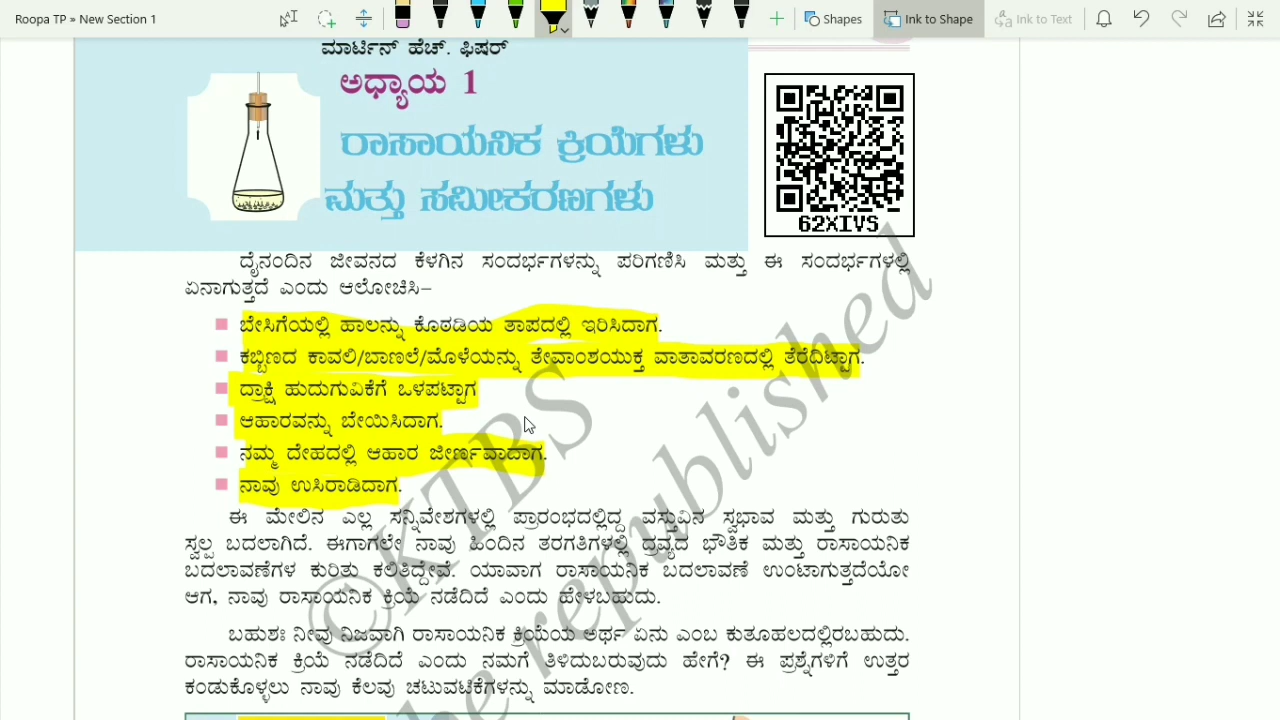 Roopa TP » New Section 1
Shapes
Ink to Shape
Ink to Text
ಮಾರ್ಟಿನ್ ಹೆಚ್. ಫಿಷರ್
ಅಧ್ಯಾಯ 1
ರಾಸಾಯನಿಕ ಕ್ರಿಯೆಗಳು
ಮತ್ತು ಸಮೀಕರಣಗಳು
62XIVS
ದೈನಂದಿನ ಜೀವನದ ಕೆಳಗಿನ ಸಂದರ್ಭಗಳನ್ನು ಪರಿಗಣಿಸಿ ಮತ್ತು ಈ ಸಂದರ್ಭಗಳಲ್ಲಿ
ಏನಾಗುತ್ತದೆ ಎಂದು ಆಲೋಚಿಸಿ–
ಬೇಸಿಗೆಯಲ್ಲಿ ಹಾಲನ್ನು ಕೊಠಡಿಯ ತಾಪದಲ್ಲಿ ಇರಿಸಿದಾಗ.
ಕಬ್ಬಿಣದ ಕಾವಲಿ/ಬಾಣಲೆ/ಮೊಳೆಯನ್ನು ತೇವಾಂಶಯುಕ್ತ ವಾತಾವರಣದಲ್ಲಿ ತೆರೆದಿಟ್ಟಾಗ.
ದ್ರಾಕ್ಷಿ ಹುದುಗುವಿಕೆಗೆ ಒಳಪಟ್ಟಾಗ
ಆಹಾರವನ್ನು ಬೇಯಿಸಿದಾಗ.
ನಮ್ಮ ದೇಹದಲ್ಲಿ ಆಹಾರ ಜೀರ್ಣವಾದಾಗ.
ನಾವು ಉಸಿರಾಡಿದಾಗ.
ಈ ಮೇಲಿನ ಎಲ್ಲ ಸನ್ನಿವೇಶಗಳಲ್ಲಿ ಪ್ರಾರಂಭದಲ್ಲಿದ್ದ ವಸ್ತುವಿನ ಸ್ವಭಾವ ಮತ್ತು ಗುರುತು
ಸ್ವಲ್ಪ ಬದಲಾಗಿದೆ. ಈಗಾಗಲೇ ನಾವು ಹಿಂದಿನ ತರಗತಿಗಳಲ್ಲಿ ದ್ರವ್ಯದ ಭೌತಿಕ ಮತ್ತು ರಾಸಾಯನಿಕ
ಬದಲಾವಣೆಗಳ ಕುರಿತು ಕಲಿತಿದ್ದೇವೆ. ಯಾವಾಗ ರಾಸಾಯನಿಕ ಬದಲಾವಣೆ ಉಂಟಾಗುತ್ತದೆಯೋ
ಆಗ, ನಾವು ರಾಸಾಯನಿಕ ಕ್ರಿಯೆ ನಡೆದಿದೆ ಎಂದು ಹೇಳಬಹುದು.
ಬಹುಶಃ ನೀವು ನಿಜವಾಗಿ ರಾಸಾಯನಿಕ ಕ್ರಿಯೆಯ ಅರ್ಥ ಏನು ಎಂಬ ಕುತೂಹಲದಲ್ಲಿರಬಹುದು.
ರಾಸಾಯನಿಕ ಕ್ರಿಯೆ ನಡೆದಿದೆ ಎಂದು ನಮಗೆ ತಿಳಿದುಬರುವುದು ಹೇಗೆ? ಈ ಪ್ರಶ್ನೆಗಳಿಗೆ ಉತ್ತರ
ಕಂಡುಕೊಳ್ಳಲು ನಾವು ಕೆಲವು ಚಟುವಟಿಕೆಗಳನ್ನು ಮಾಡೋಣ.
©KTBS
be republished